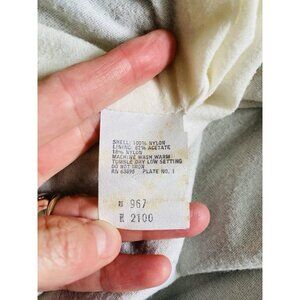 SHELL: 100% NYLON
LINING: 82% ACETATE
18% NYLON
MACHINE WASH WARM
TUMBLE DRY LOW SETTING
DO NOT IRON
RN PLATE NO. 1
967
2100